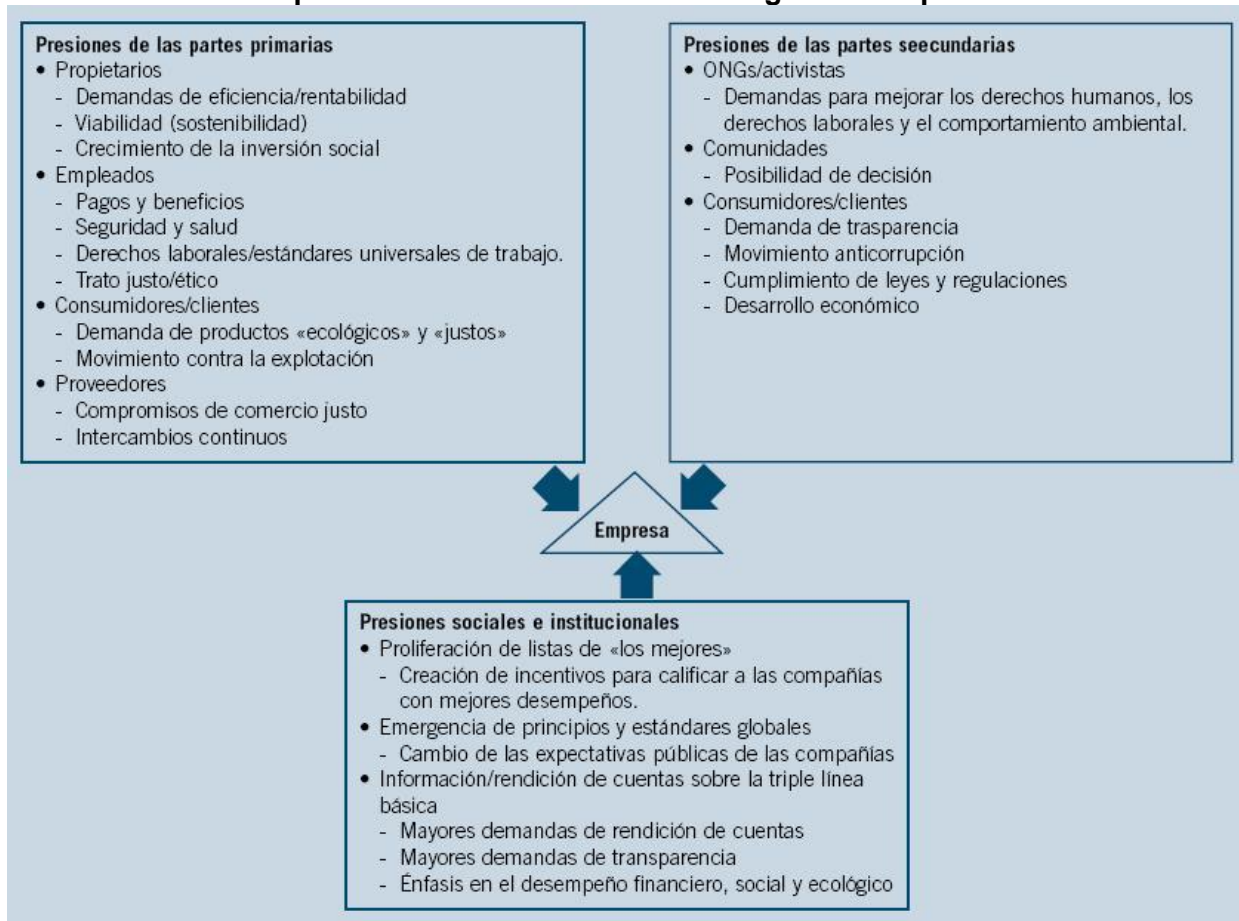 Presiones de las partes primarias
• Propietarios
- Demandas de eficiencia/rentabilidad
- Viabilidad (sostenibilidad)
- Crecimiento de la inversión social
• Empleados
- Pagos y beneficios
- Seguridad y salud
- Derechos laborales/estándares universales de trabajo.
- Trato justo/ético
• Consumidores/clientes
- Demanda de productos «ecológicos» y «justos»
- Movimiento contra la explotación
• Proveedores
- Compromisos de comercio justo
- Intercambios continuos
Presiones de las partes seecundarias
• ONGs/activistas
- Demandas para mejorar los derechos humanos, los
derechos laborales y el comportamiento ambiental.
• Comunidades
- Posibilidad de decisión
• Consumidores/clientes
- Demanda de trasparencia
- Movimiento anticorrupción
- Cumplimiento de leyes y regulaciones
- Desarrollo económico
Empresa
Presiones sociales e institucionales
• Proliferación de listas de «los mejores»
- Creación de incentivos para calificar a las compañías
con mejores desempeños.
• Emergencia de principios y estándares globales
- Cambio de las expectativas públicas de las compañías
• Información/rendición de cuentas sobre la triple línea
básica
- Mayores demandas de rendición de cuentas
- Mayores demandas de transparencia
- Énfasis en el desempeño financiero, social y ecológico